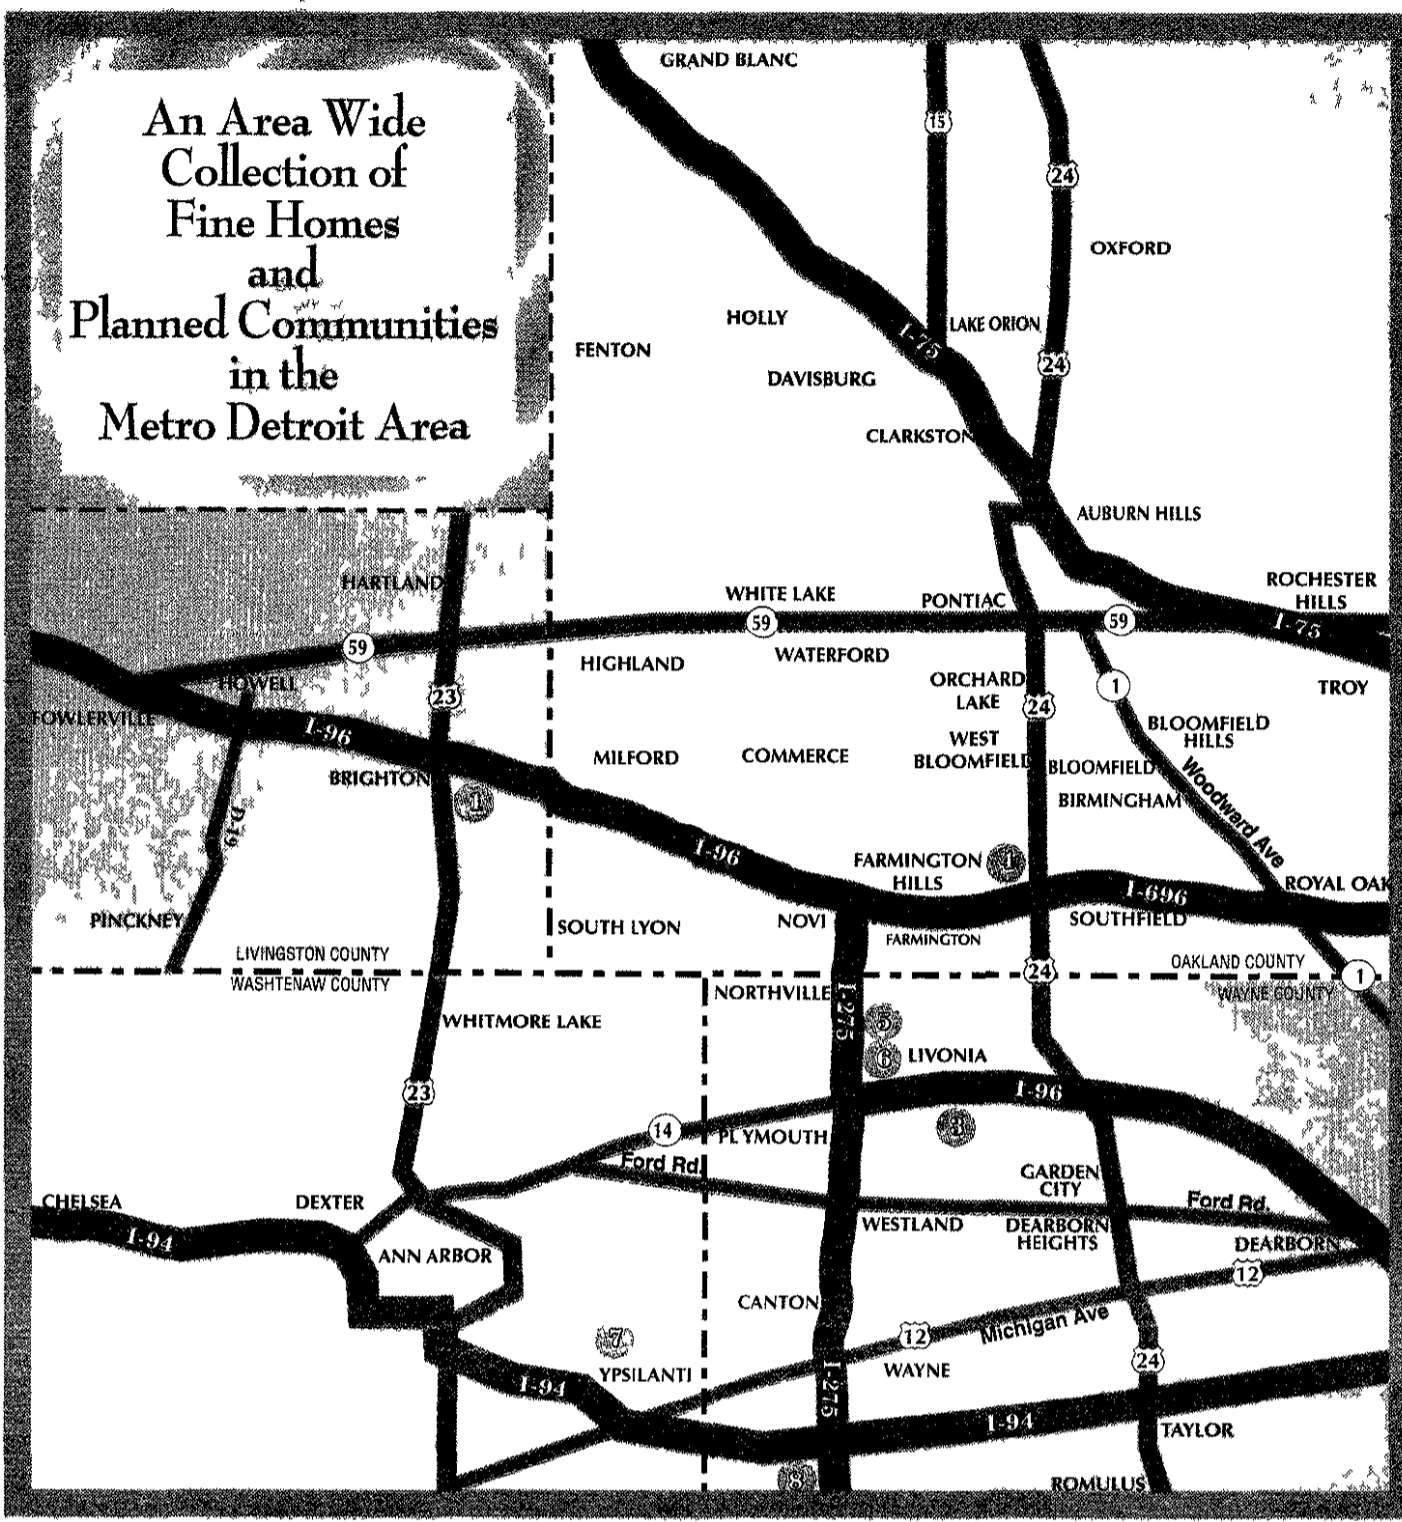 An Area Wide
Collection of
Fine Homes
and
Planned Communities
in the
Metro Detroit Area
GRAND BLANC
15
24
OXFORD
HOLLY
I-75
LAKE ORION
FENTON
24
DAVISBURG
CLARKSTON
AUBURN HILLS
HARTLAND
WHITE LAKE
PONTIAC
ROCHESTER
HILLS
59
59
59
I-75
HIGHLAND
WATERFORD
HOWELL
23
ORCHARD
LAKE
24
1
TROY
FOWLERVILLE
I-96
BLOOMFIELD
HILLS
MILFORD
COMMERCE
WEST
BLOOMFIELD
BLOOMFIELD
BRIGHTON
1
BIRMINGHAM
Woodward Ave
D-19
I-96
FARMINGTON
HILLS
4
I-696
ROYAL OAK
PINCKNEY
SOUTH LYON
NOVI
FARMINGTON
SOUTHFIELD
LIVINGSTON COUNTY
WASHTENAW COUNTY
OAKLAND COUNTY
WAYNE COUNTY
24
1
NORTHVILLE
I-275
5
WHITMORE LAKE
6
LIVONIA
23
I-96
14
PLYMOUTH
3
Ford Rd.
GARDEN
CITY
CHELSEA
DEXTER
Ford Rd.
I-94
WESTLAND
DEARBORN
HEIGHTS
DEARBORN
ANN ARBOR
12
CANTON
7
12
Michigan Ave
YPSILANTI
WAYNE
24
I-94
I-275
I-94
TAYLOR
8
ROMULUS